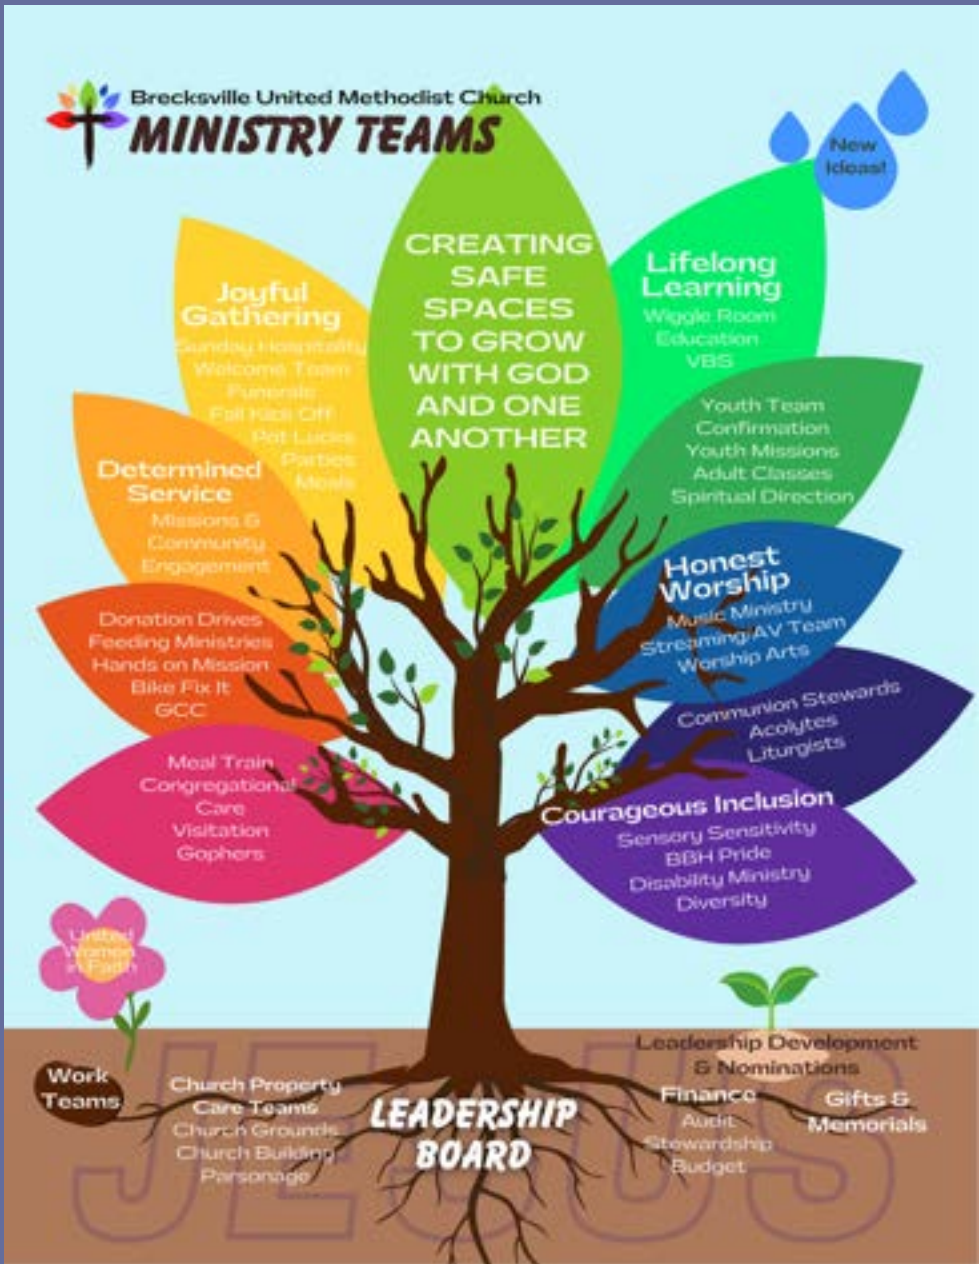 Brecksville United Methodist Church
MINISTRY TEAMS
New
Ideas!
CREATING
SAFE
SPACES
TO GROW
WITH GOD
AND ONE
ANOTHER
Joyful
Gathering
Sunday Hospitality
Welcome Team
Funerals
Fall Kick Off
Pot Lucks
Parties
Meals
Lifelong
Learning
Wiggle Room
Education
VBS
Youth Team
Confirmation
Youth Missions
Adult Classes
Spiritual Direction
Determined
Service
Missions &
Community
Engagement
Donation Drives
Feeding Ministries
Hands on Mission
Bike Fix It
GCC
Meal Train
Congregational
Care
Visitation
Gophers
Honest
Worship
Music Ministry
Streaming/AV Team
Worship Arts
Communion Stewards
Acolytes
Liturgists
Courageous Inclusion
Sensory Sensitivity
BBH Pride
Disability Ministry
Diversity
United
Women
in Faith
Work
Teams
Church Property
Care Teams
Church Grounds
Church Building
Parsonage
LEADERSHIP
BOARD
Leadership Development
& Nominations
Finance
Audit
Stewardship
Budget
Gifts &
Memorials
JESUS